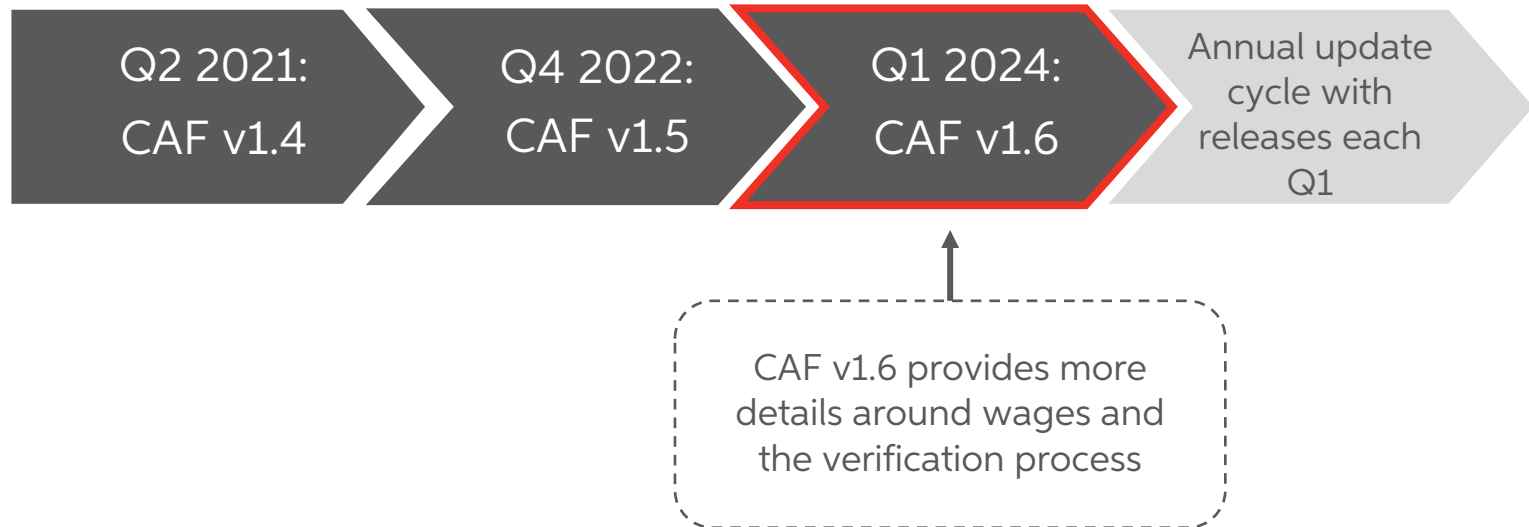 Q2 2021:
CAF v1.4
Q4 2022:
CAF v1.5
Q1 2024:
CAF v1.6
Annual update
cycle with
releases each
Q1
CAF v1.6 provides more
details around wages and
the verification process